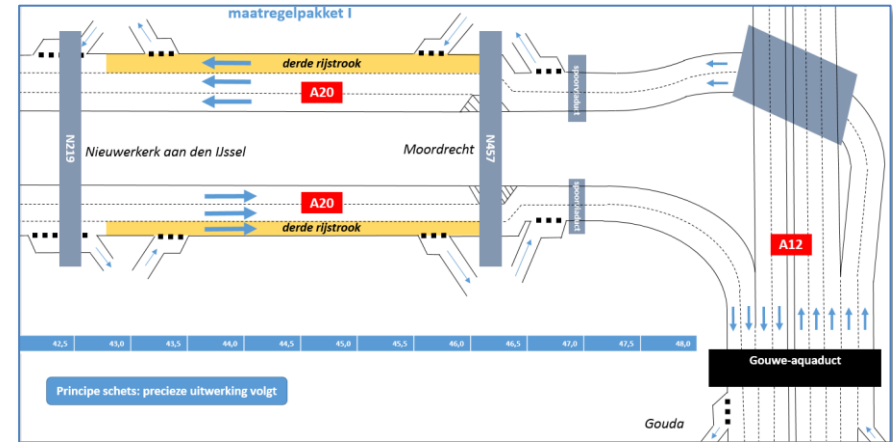 maatregelpakket I
derde rijstrook
A20
spoorviaduct
N219
Nieuwerkerk aan den IJssel
Moordrecht
N457
A20
derde rijstrook
spoorviaduct
A12
42,5 43,0 43,5 44,0 44,5 45,0 45,5 46,0 46,5 47,0 47,5 48,0
Gouwe-aquaduct
Principe schets: precieze uitwerking volgt
Gouda